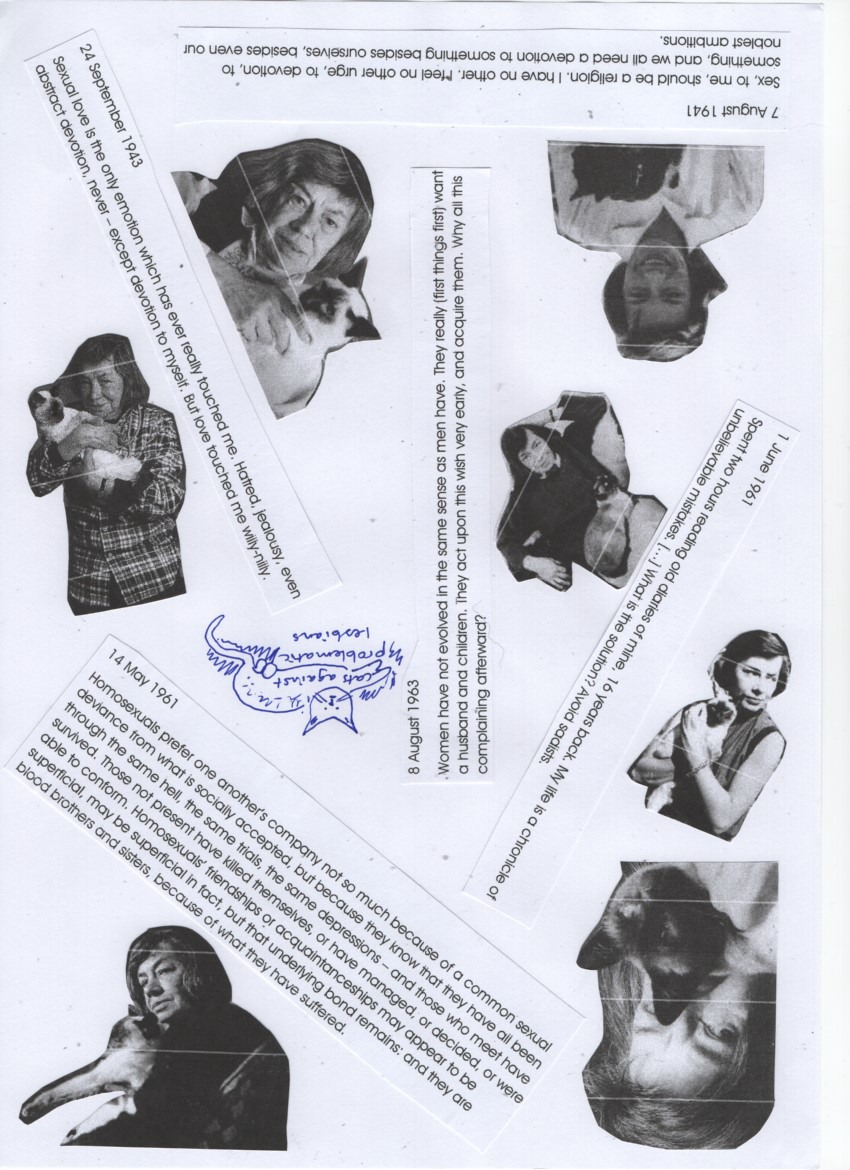 7 August 1941
Sex, to me, should be a religion. I have no other. I feel no other urge, to devotion, to
something, and we all need a devotion to something besides ourselves, besides even our
noblest ambitions.
24 September 1943
Sexual love is the only emotion which has ever really touched me. Hatred, jealousy, even
abstract devotion, never – except devotion to myself. But love touched me willy-nilly.
8 August 1963
Women have not evolved in the same sense as men have. They really (first things first) want
a husband and children. They act upon this wish very early, and acquire them. Why all this
complaining afterward?
1 June 1961
Spent two hours reading old diaries of mine, 16 years back. My life is a chronicle of
unbelievable mistakes. [...] What is the solution? Avoid sadists.
cats against
problematic
lesbians
14 May 1961
Homosexuals prefer one another's company not so much because of a common sexual
deviance from what is socially accepted, but because they know that they have all been
through the same hell, the same trials, the same depressions – and those who meet have
survived. Those not present have killed themselves, or have managed, or decided, or were
able to conform. Homosexuals' friendships or acquaintanceships may appear to be
superficial, may be superficial in fact, but that underlying bond remains: and they are
blood brothers and sisters, because of what they have suffered.